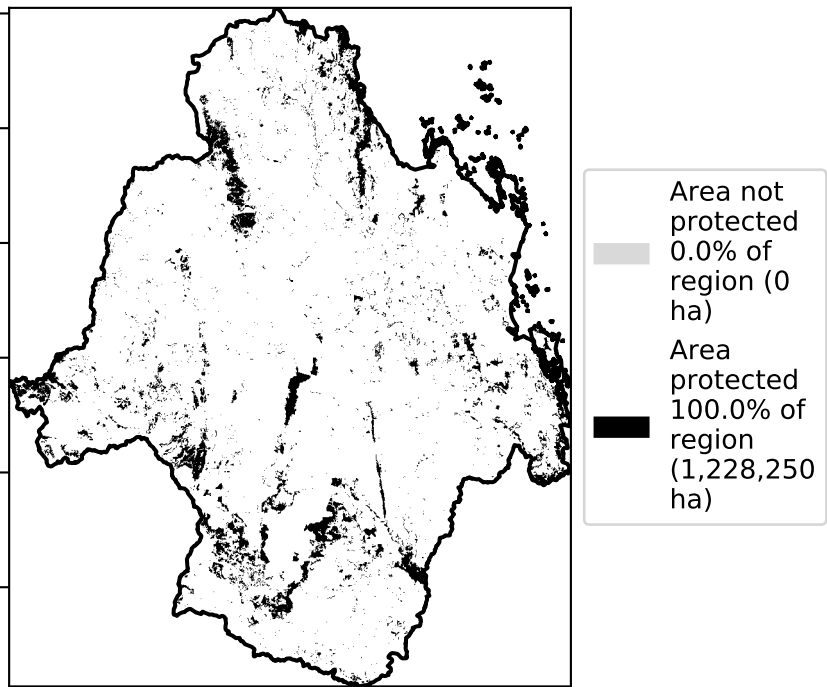 Area not
protected
0.0% of
region (0
ha)
Area
protected
100.0% of
region
(1,228,250
ha)